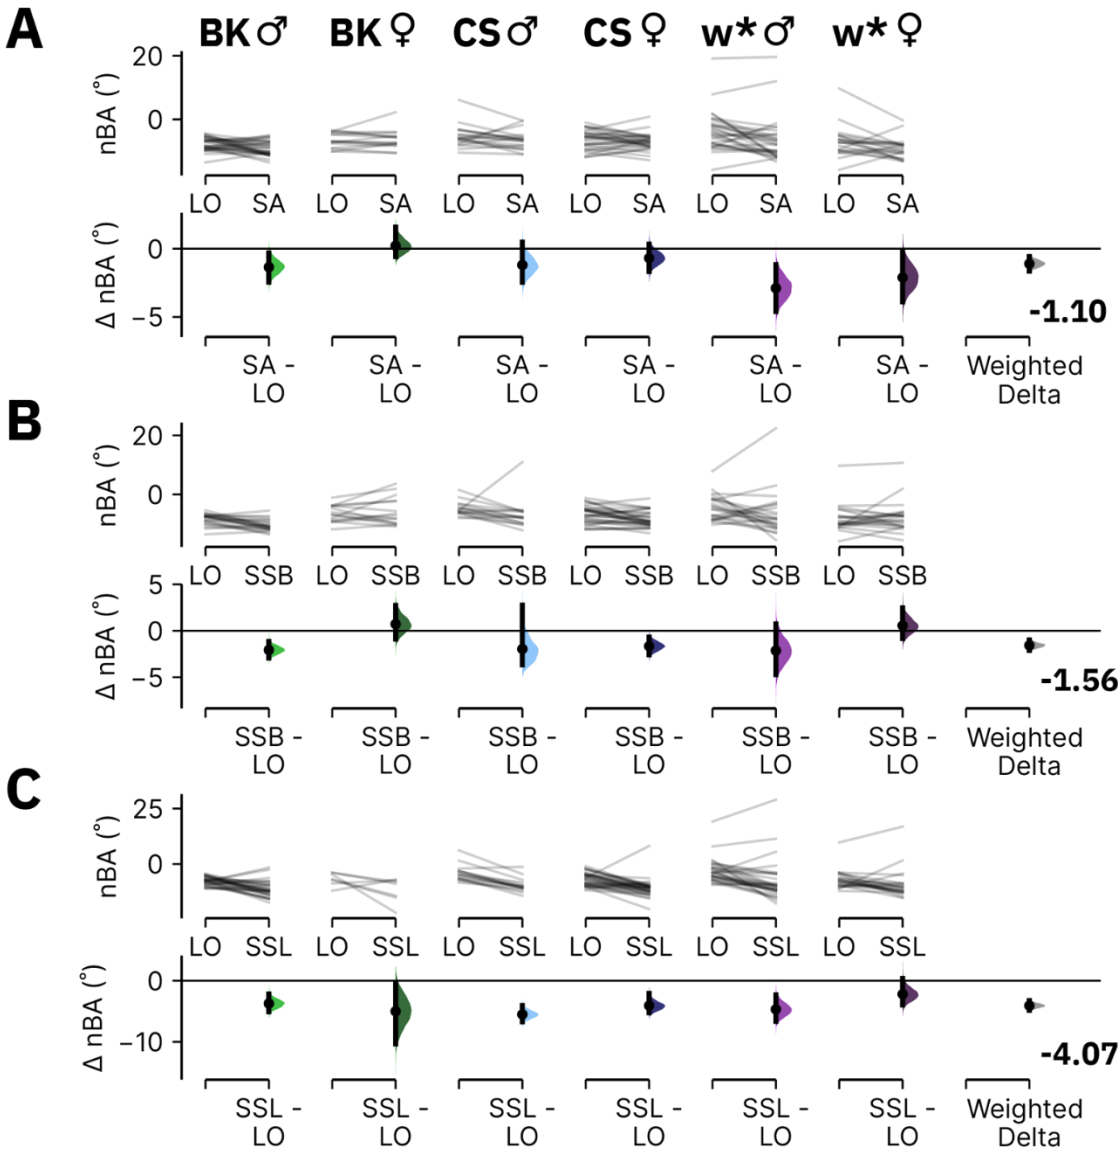 A
BK♂ BK♀ CS♂ CS♀ w*♂ w*♀
nBA (°)
20
0
LO SA LO SA LO SA LO SA LO SA LO SA
Δ nBA (°)
0
−5
-1.10
SA - SA - SA - SA - SA - SA - Weighted
LO LO LO LO LO LO Delta
B
nBA (°)
20
0
LO SSB LO SSB LO SSB LO SSB LO SSB LO SSB
Δ nBA (°)
5
0
−5
-1.56
SSB - SSB - SSB - SSB - SSB - SSB - Weighted
LO LO LO LO LO LO Delta
C
nBA (°)
25
0
LO SSL LO SSL LO SSL LO SSL LO SSL LO SSL
Δ nBA (°)
0
−10
-4.07
SSL - SSL - SSL - SSL - SSL - SSL - Weighted
LO LO LO LO LO LO Delta